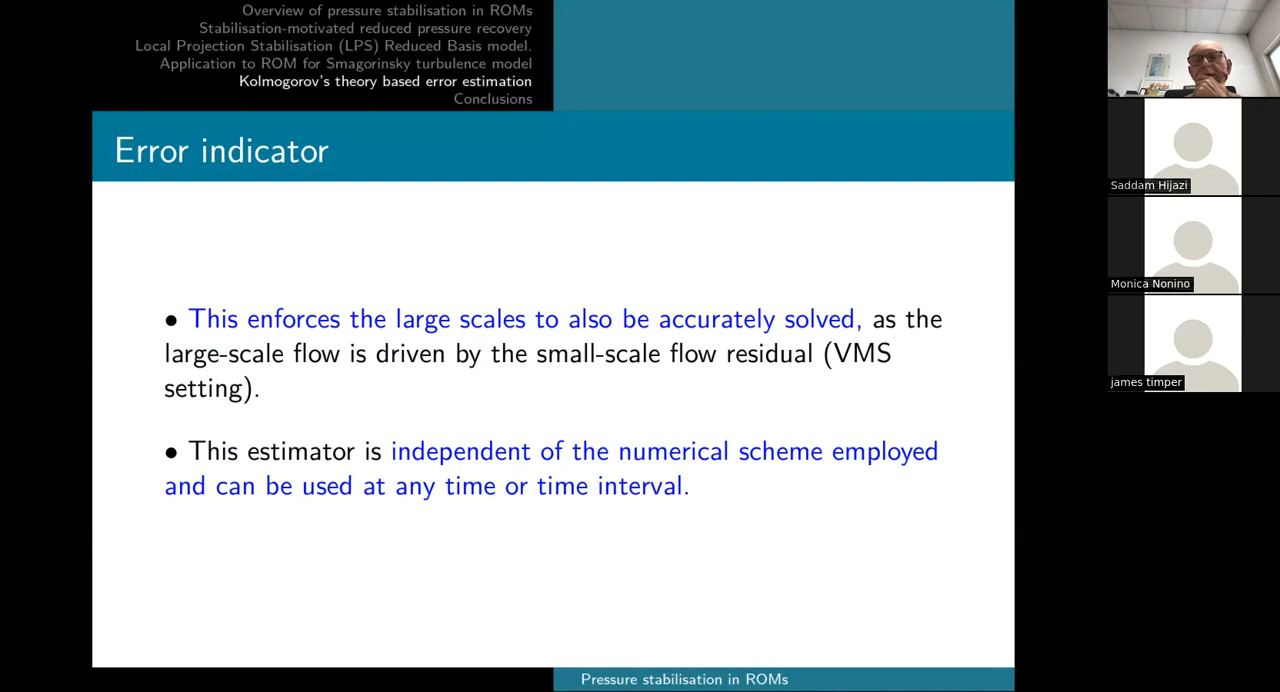 Overview of pressure stabilisation in ROMs
Stabilisation-motivated reduced pressure recovery
Local Projection Stabilisation (LPS) Reduced Basis model.
Application to ROM for Smagorinsky turbulence model
Kolmogorov's theory based error estimation
Conclusions
Error indicator
• This enforces the large scales to also be accurately solved, as the
large-scale flow is driven by the small-scale flow residual (VMS
setting).
• This estimator is independent of the numerical scheme employed
and can be used at any time or time interval.
Pressure stabilisation in ROMs
Saddam Hijazi
Monica Nonino
james timper